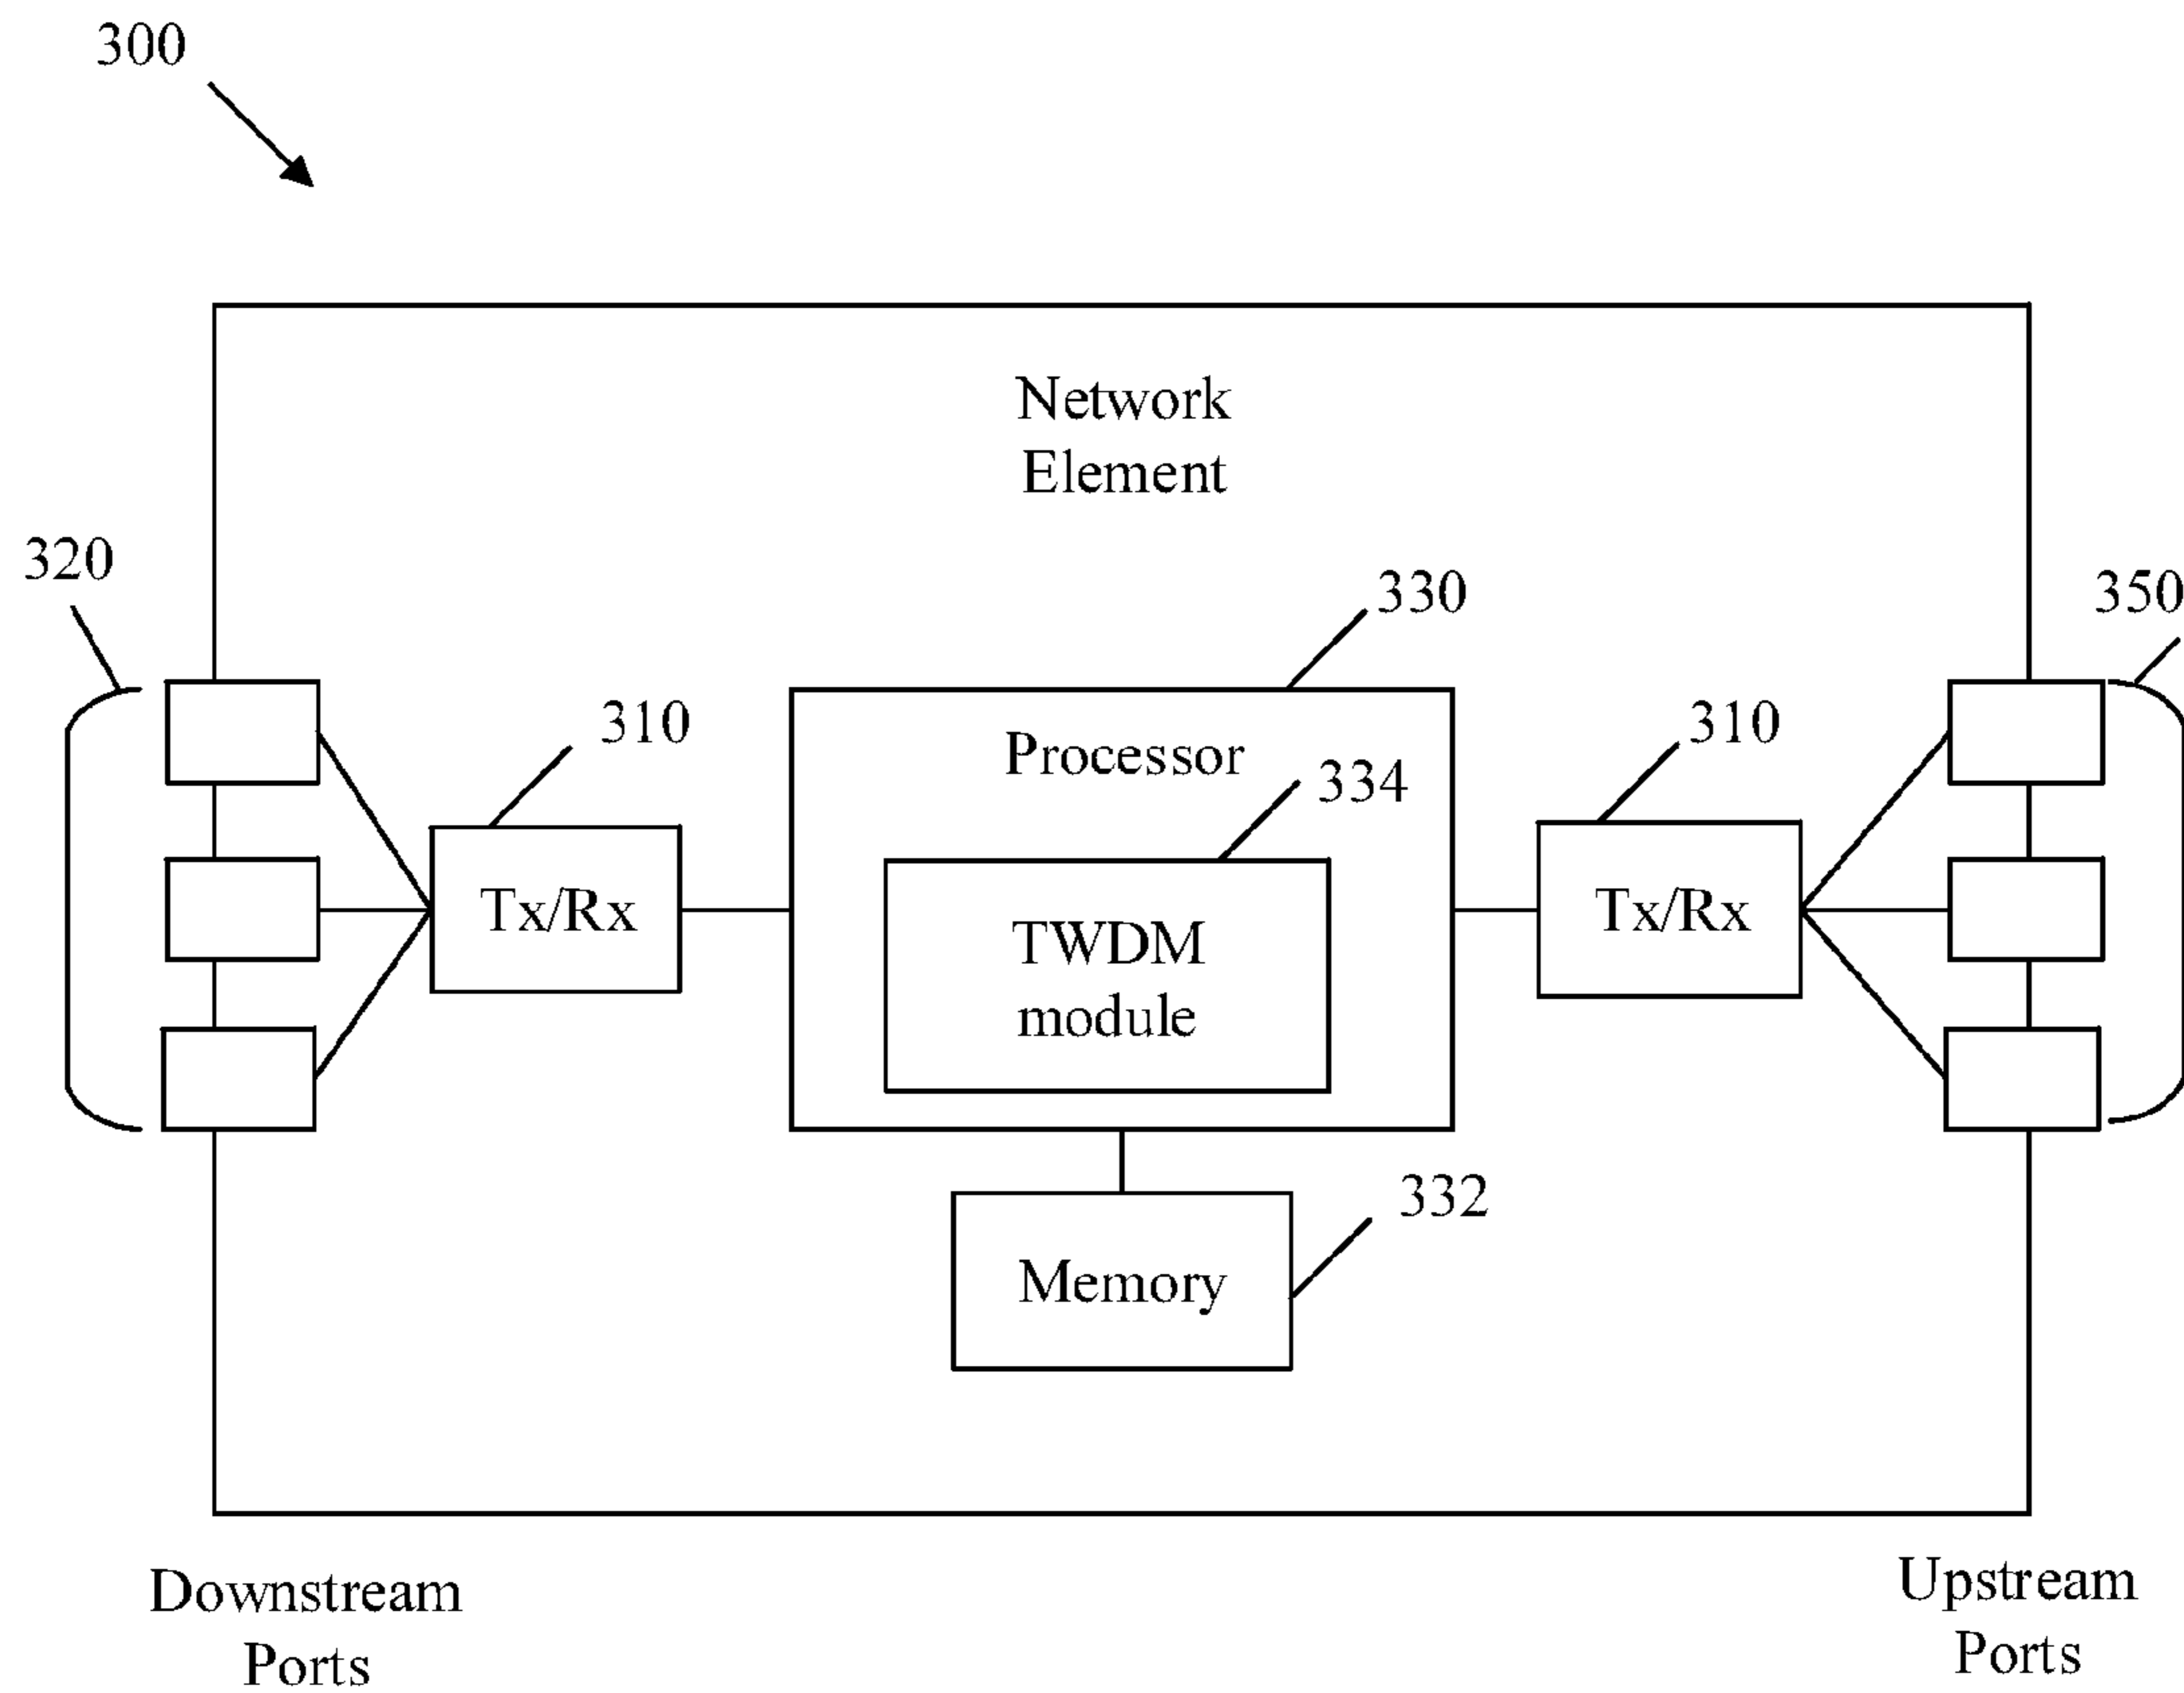 300
Network
Element
320
330
350
310
310
Processor
334
Tx/Rx
TWDM
module
Tx/Rx
332
Memory
Downstream
Ports
Upstream
Ports